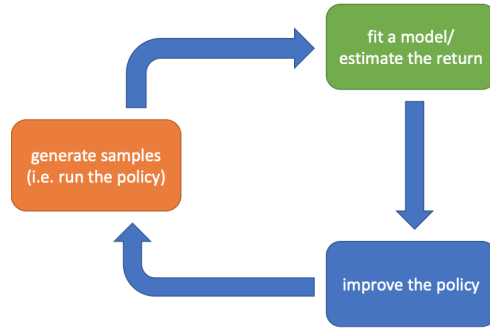 fit a model/
estimate the return
generate samples
(i.e. run the policy)
improve the policy